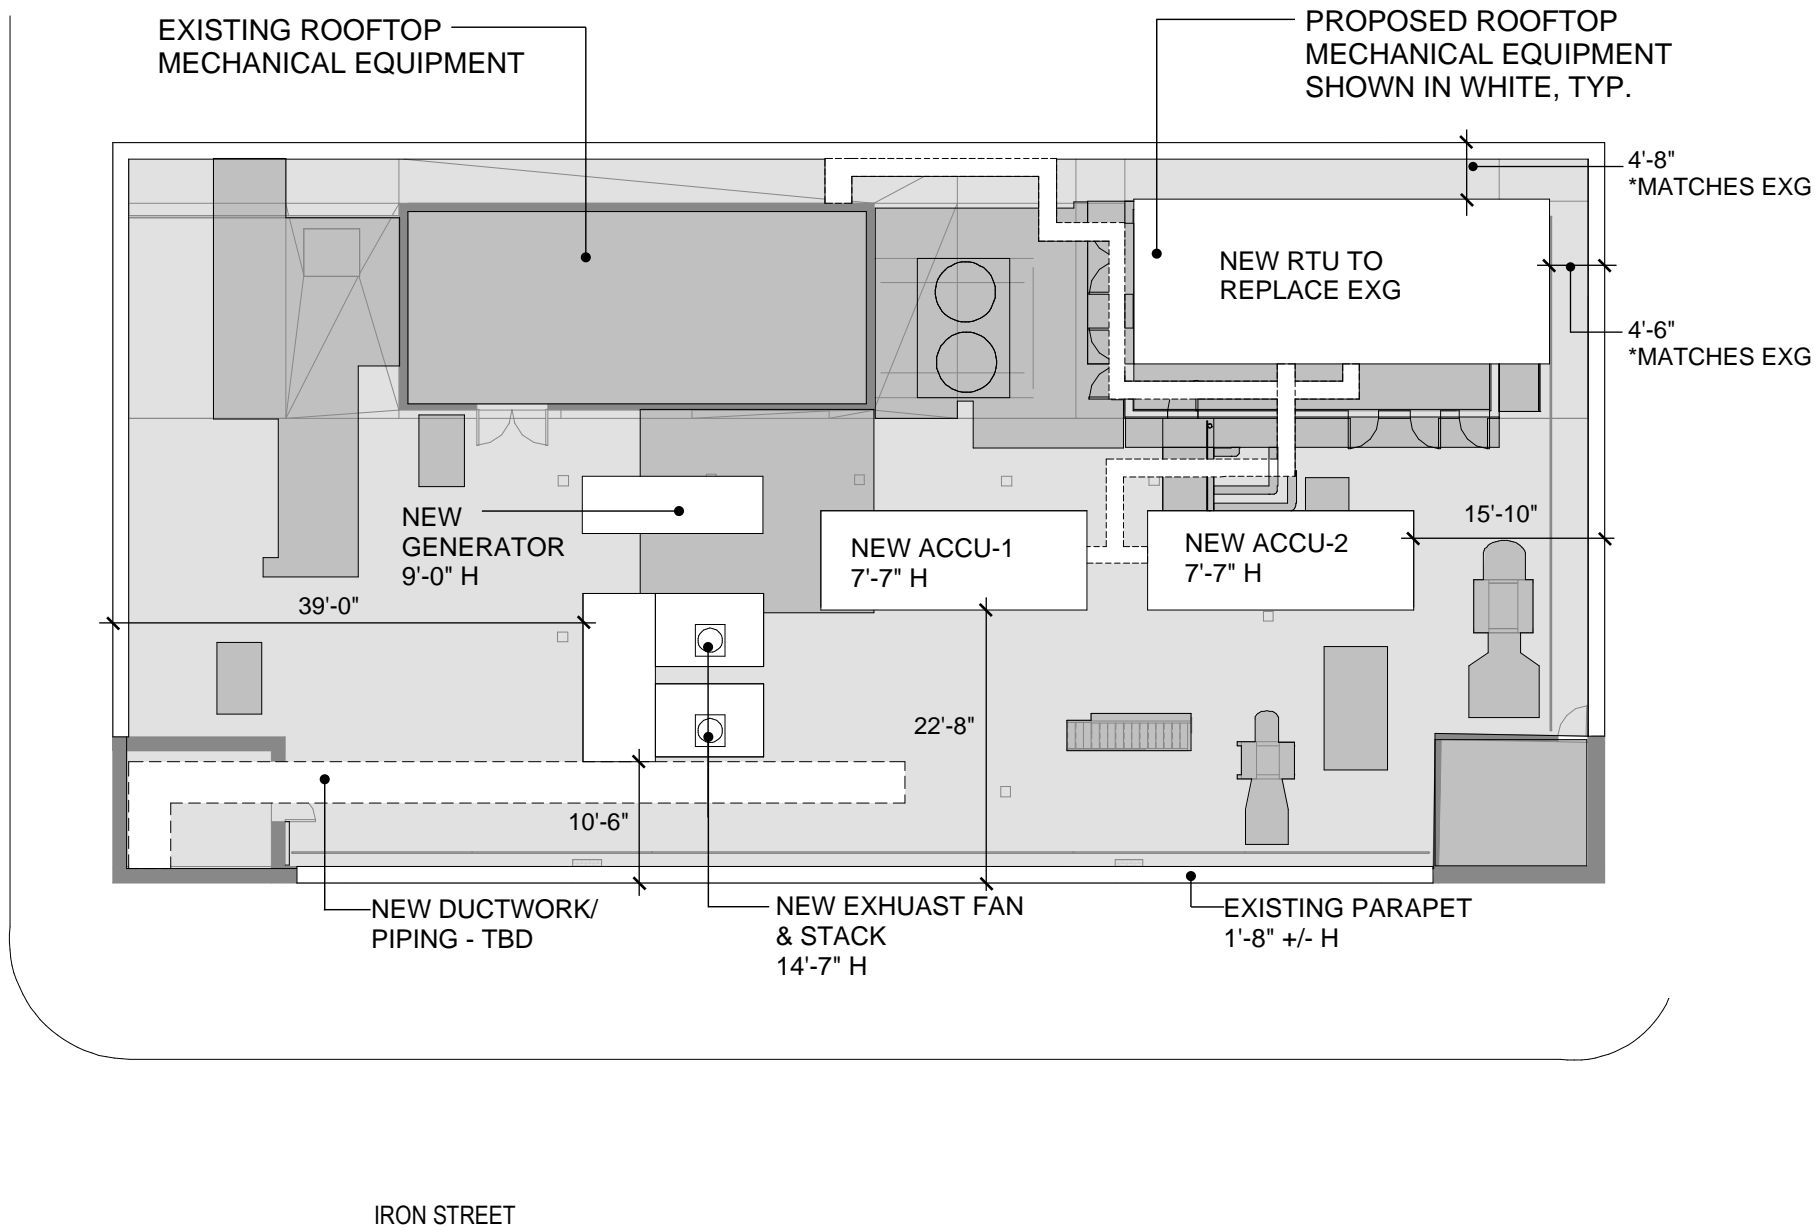 EXISTING ROOFTOP
MECHANICAL EQUIPMENT
PROPOSED ROOFTOP
MECHANICAL EQUIPMENT
SHOWN IN WHITE, TYP.
4'-8"
*MATCHES EXG
NEW RTU TO
REPLACE EXG
4'-6"
*MATCHES EXG
NEW
GENERATOR
9'-0" H
NEW ACCU-1
7'-7" H
NEW ACCU-2
7'-7" H
15'-10"
39'-0"
22'-8"
10'-6"
NEW DUCTWORK/
PIPING - TBD
NEW EXHUAST FAN
& STACK
14'-7" H
EXISTING PARAPET
1'-8" +/- H
IRON STREET